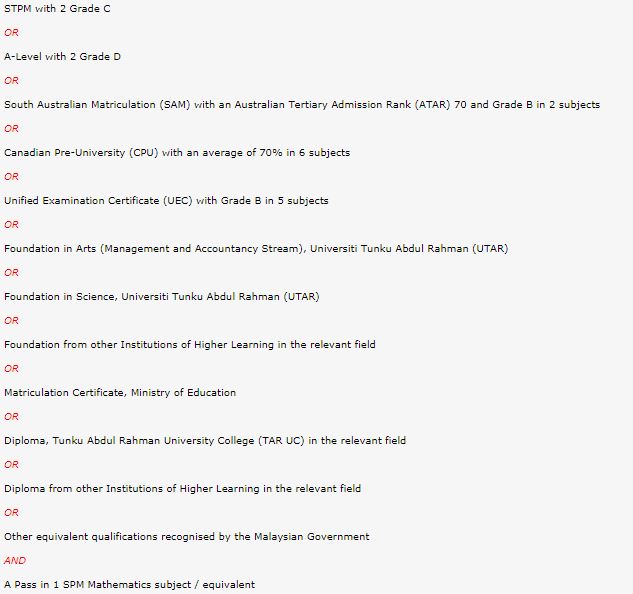 STPM with 2 Grade C
OR
A-Level with 2 Grade D
OR
South Australian Matriculation (SAM) with an Australian Tertiary Admission Rank (ATAR) 70 and Grade B in 2 subjects
OR
Canadian Pre-University (CPU) with an average of 70% in 6 subjects
OR
Unified Examination Certificate (UEC) with Grade B in 5 subjects
OR
Foundation in Arts (Management and Accountancy Stream), Universiti Tunku Abdul Rahman (UTAR)
OR
Foundation in Science, Universiti Tunku Abdul Rahman (UTAR)
OR
Foundation from other Institutions of Higher Learning in the relevant field
OR
Matriculation Certificate, Ministry of Education
OR
Diploma, Tunku Abdul Rahman University College (TAR UC) in the relevant field
OR
Diploma from other Institutions of Higher Learning in the relevant field
OR
Other equivalent qualifications recognised by the Malaysian Government
AND
A Pass in 1 SPM Mathematics subject / equivalent